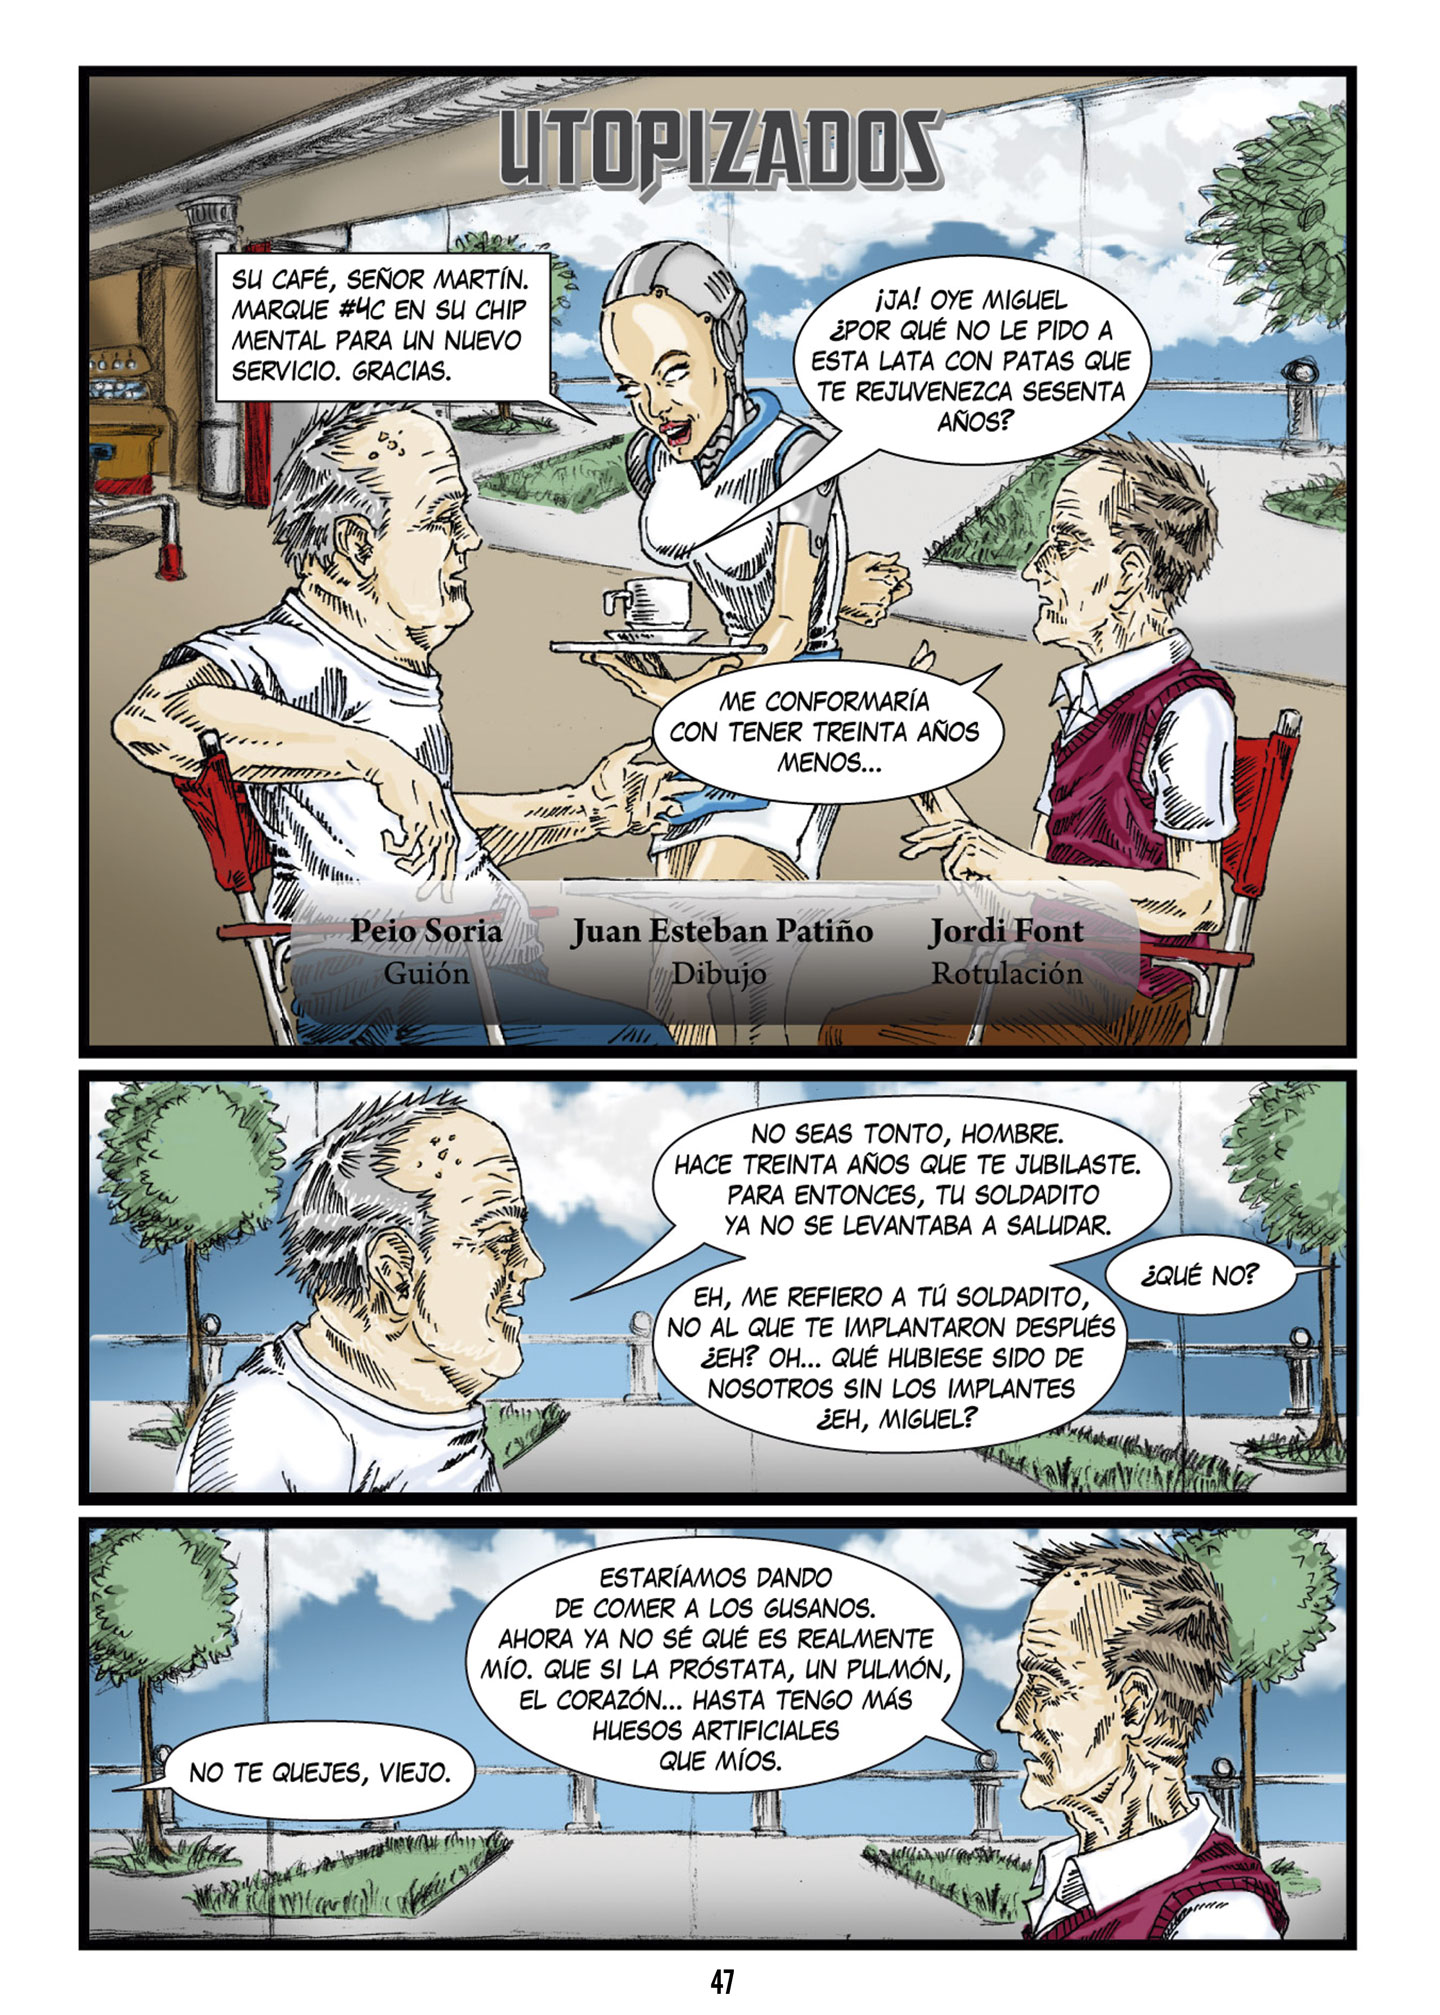 UTOPIZADOS
SU CAFÉ, SEÑOR MARTÍN.
MARQUE #4C EN SU CHIP
MENTAL PARA UN NUEVO
SERVICIO. GRACIAS.
¡JA! OYE MIGUEL
¿POR QUÉ NO LE PIDO A
ESTA LATA CON PATAS QUE
TE REJUVENEZCA SESENTA
AÑOS?
ME CONFORMARÍA
CON TENER TREINTA AÑOS
MENOS...
Peio Soria
Guión
Juan Esteban Patiño
Dibujo
Jordi Font
Rotulación
NO SEAS TONTO, HOMBRE.
HACE TREINTA AÑOS QUE TE JUBILASTE.
PARA ENTONCES, TU SOLDADITO
YA NO SE LEVANTABA A SALUDAR.
¿QUÉ NO?
EH, ME REFIERO A TÚ SOLDADITO,
NO AL QUE TE IMPLANTARON DESPUÉS
¿EH? OH... QUÉ HUBIESE SIDO DE
NOSOTROS SIN LOS IMPLANTES
¿EH, MIGUEL?
ESTARÍAMOS DANDO
DE COMER A LOS GUSANOS.
AHORA YA NO SÉ QUÉ ES REALMENTE
MÍO. QUE SI LA PRÓSTATA, UN PULMÓN,
EL CORAZÓN... HASTA TENGO MÁS
HUESOS ARTIFICIALES
QUE MÍOS.
NO TE QUEJES, VIEJO.
47